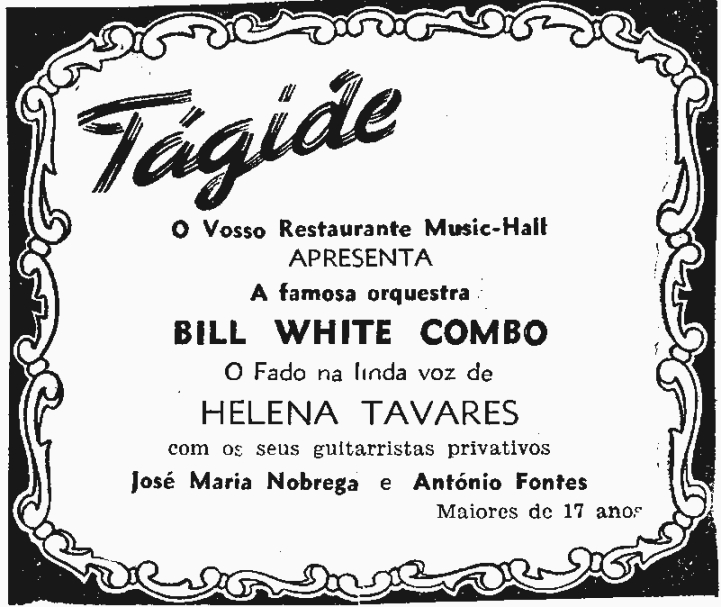 Tágide
O Vosso Restaurante Music-Hall
APRESENTA
A famosa orquestra
BILL WHITE COMBO
O Fado na linda voz de
HELENA TAVARES
com os seus guitarristas privativos
José Maria Nobrega e António Fontes
Maiores de 17 anos